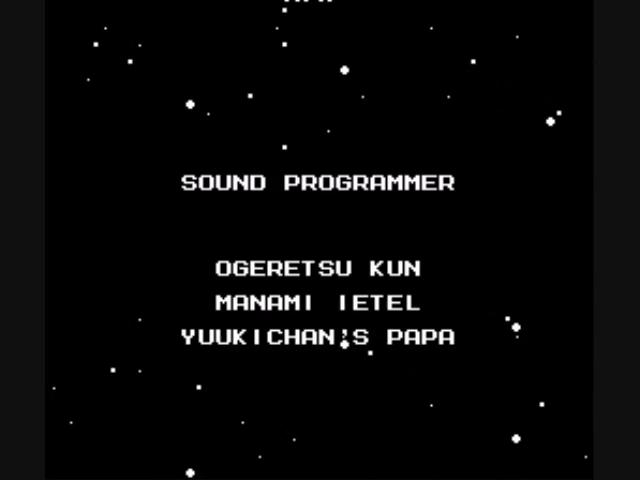 SOUND PROGRAMMER
OGERETSU KUN
MANAMI IETEL
YUUKICHAN'S PAPA